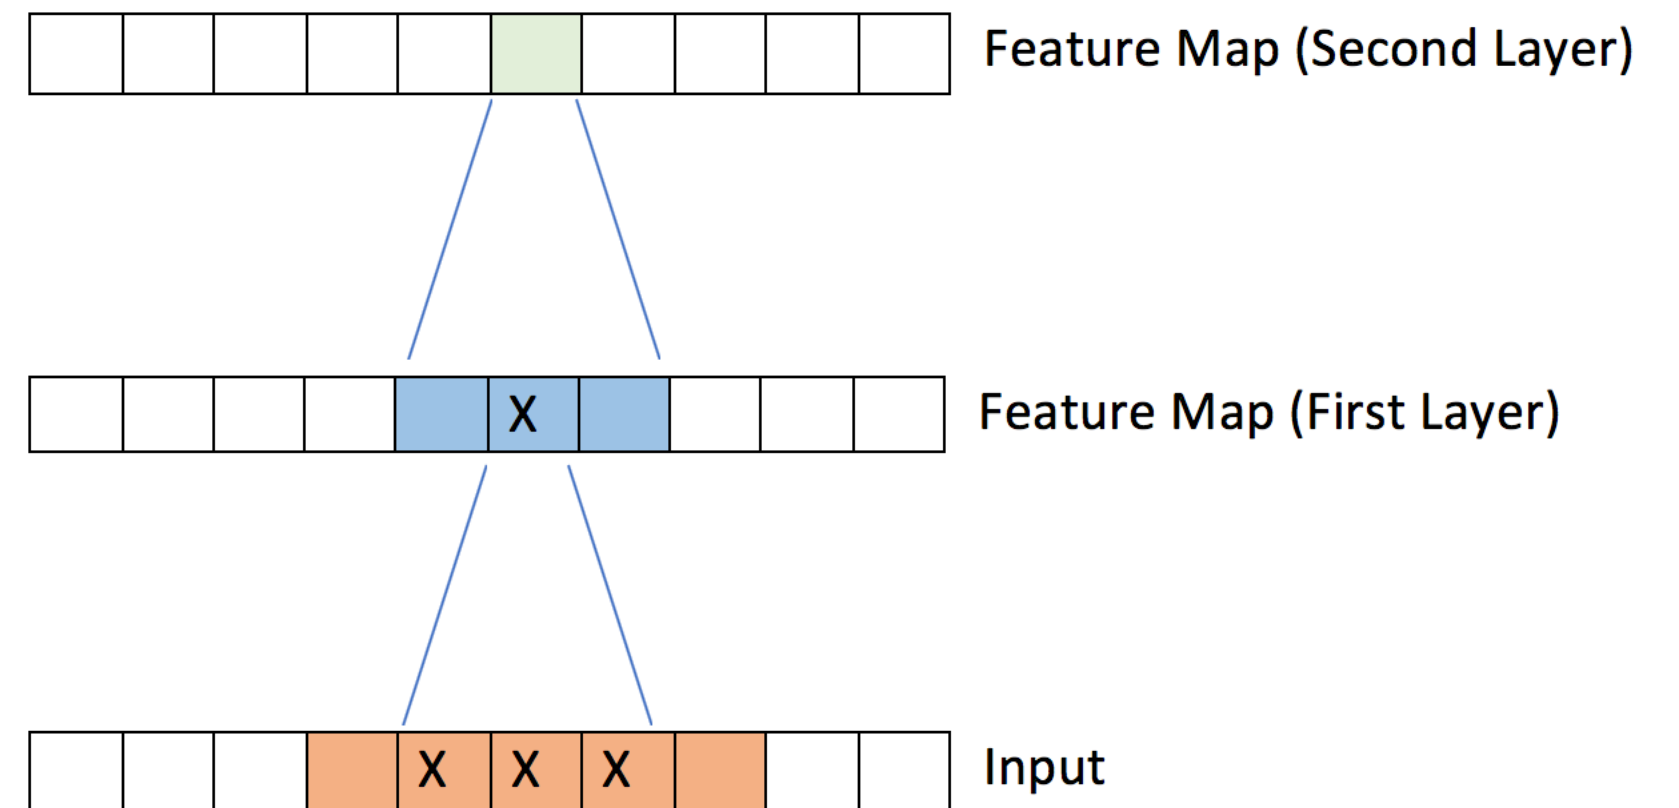 Feature Map (Second Layer)
X Feature Map (First Layer)
X X X Input